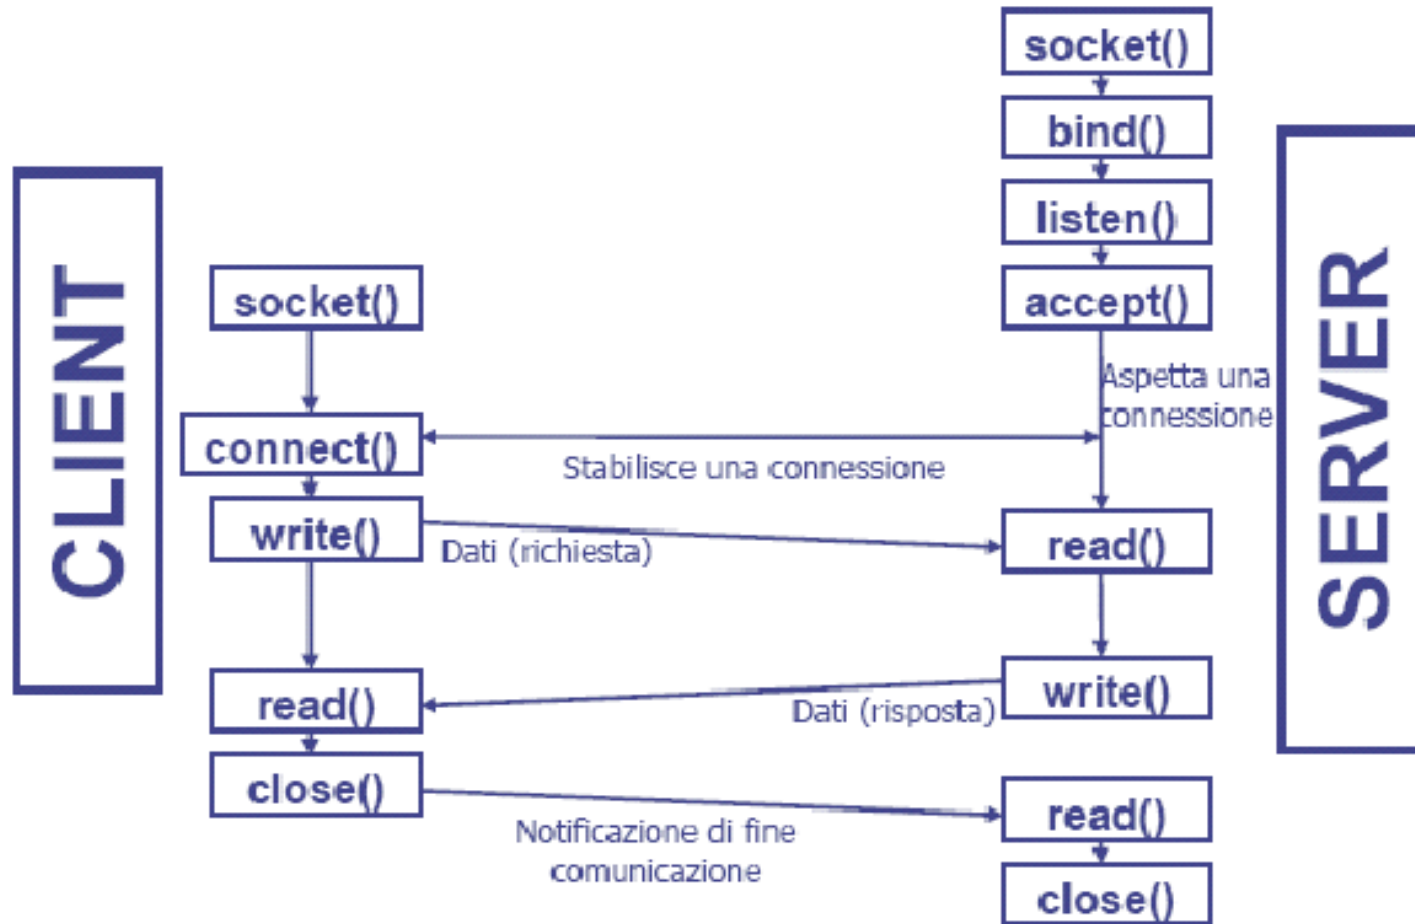 socket()
bind()
listen()
accept()
CLIENT
SERVER
socket()
Aspetta una
connessione
connect()
Stabilisce una connessione
write()
Dati (richiesta)
read()
read()
Dati (risposta)
write()
close()
Notificazione di fine
comunicazione
read()
close()